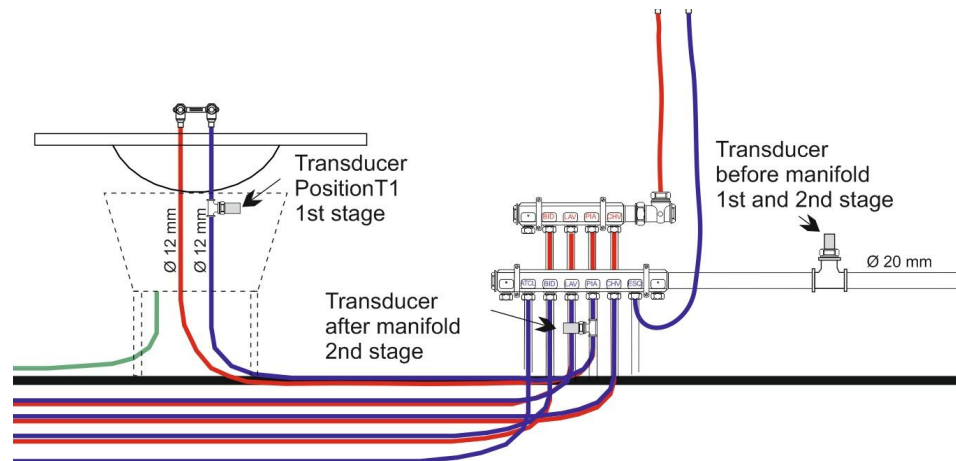 Transducer
PositionT1
1st stage
Ø 12 mm
Ø 12 mm
Transducer
before manifold
1st and 2nd stage
Ø 20 mm
BID LAV PIA CHV
ATCL BID LAV PIA CHV ESQ
Transducer
after manifold
2nd stage